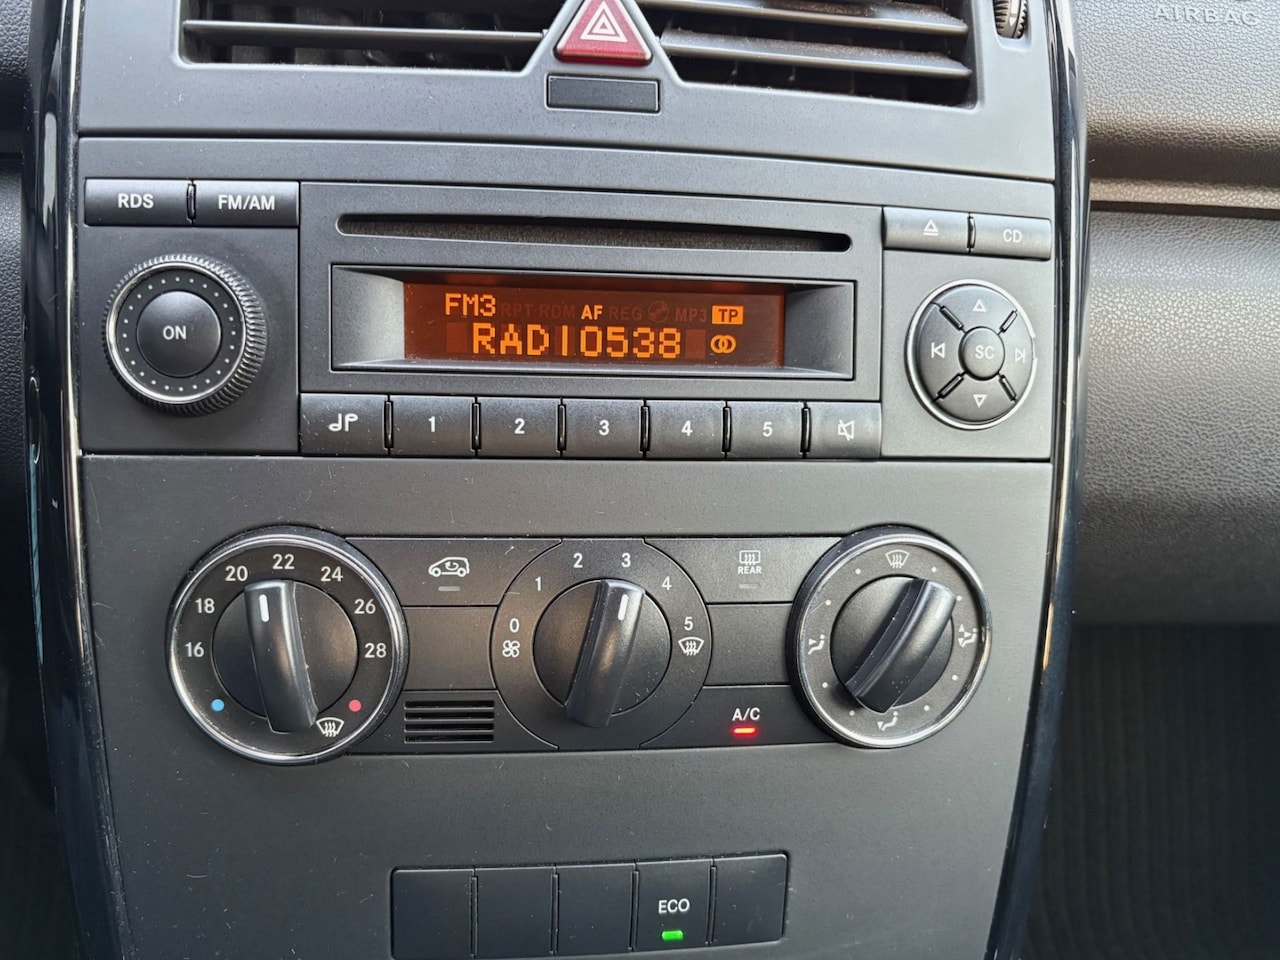 AIRBAG
RDS FM/AM
CD
ON
FM3 RPT RDM AF REG MP3 TP
RADIO538
SC
1 2 3 4 5
16 18 20 22 24 26 28
0 1 2 3 4 5
REAR
A/C
ECO